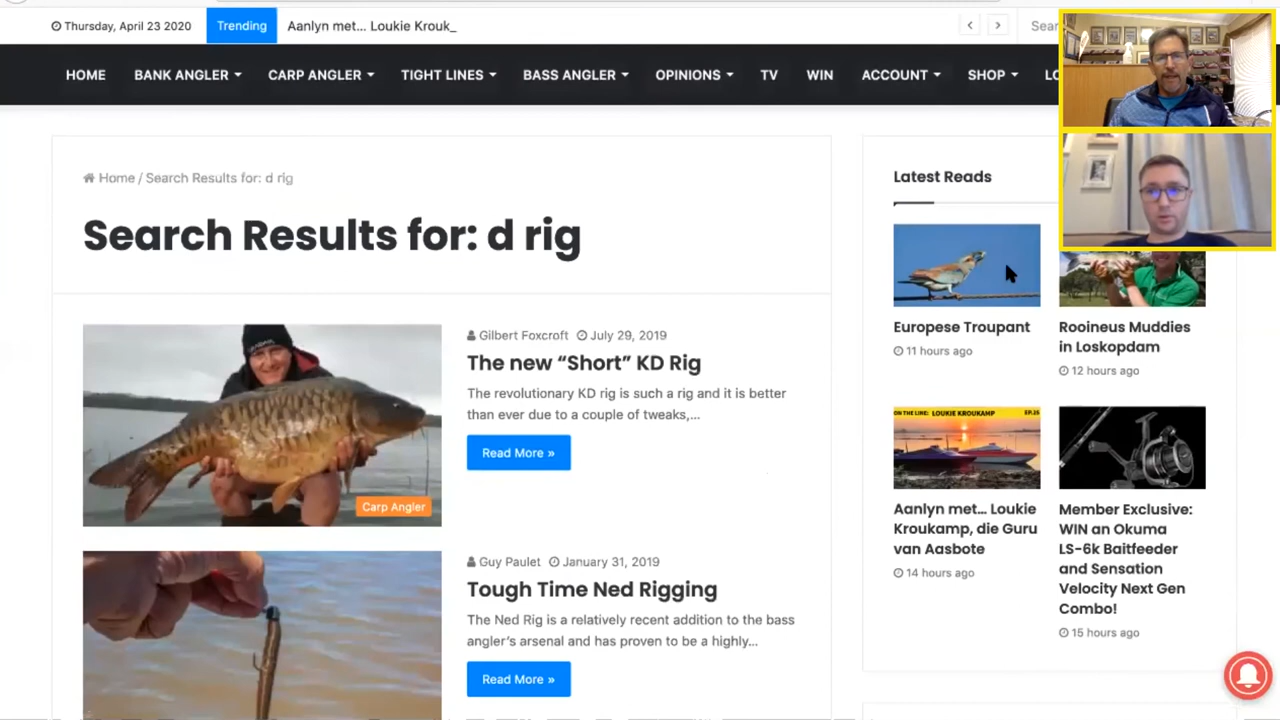 Thursday, April 23 2020
Trending
Aanlyn met... Loukie Krouk_
Sear
HOME
BANK ANGLER
CARP ANGLER
TIGHT LINES
BASS ANGLER
OPINIONS
TV
WIN
ACCOUNT
SHOP
LO
Home / Search Results for: d rig
Search Results for: d rig
Gilbert Foxcroft July 29, 2019
The new “Short” KD Rig
The revolutionary KD rig is such a rig and it is better
than ever due to a couple of tweaks,...
Read More »
Carp Angler
Guy Paulet January 31, 2019
Tough Time Ned Rigging
The Ned Rig is a relatively recent addition to the bass
angler's arsenal and has proven to be a highly...
Read More »
Latest Reads
Europese Troupant
11 hours ago
Rooineus Muddies
in Loskopdam
12 hours ago
ON THE LINE: LOUKIE KROUKAMP EP.25
Aanlyn met... Loukie
Kroukamp, die Guru
van Aasbote
14 hours ago
Member Exclusive:
WIN an Okuma
LS-6k Baitfeeder
and Sensation
Velocity Next Gen
Combo!
15 hours ago